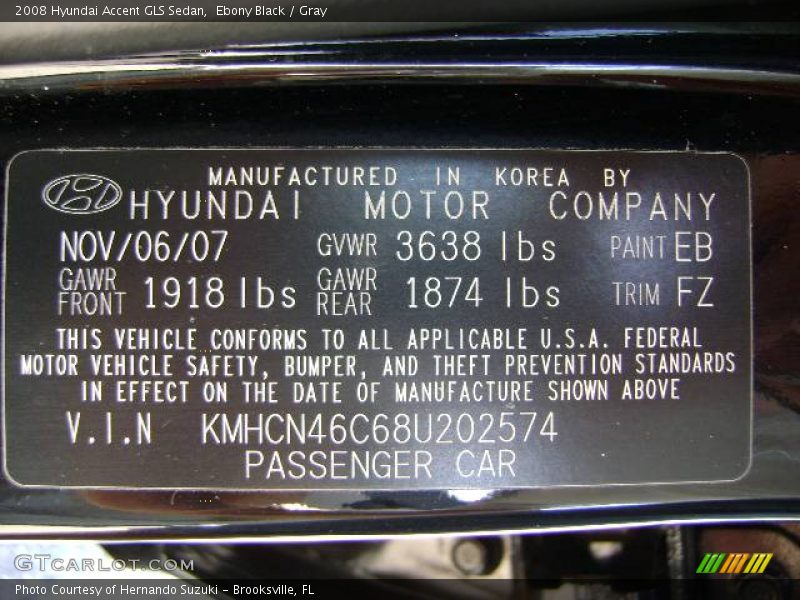 2008 Hyundai Accent GLS Sedan, Ebony Black / Gray
MANUFACTURED IN KOREA BY
HYUNDAI MOTOR COMPANY
NOV/06/07 GVWR 3638 lbs PAINT EB
GAWR FRONT 1918 lbs GAWR REAR 1874 lbs TRIM FZ
THIS VEHICLE CONFORMS TO ALL APPLICABLE U.S.A. FEDERAL
MOTOR VEHICLE SAFETY, BUMPER, AND THEFT PREVENTION STANDARDS
IN EFFECT ON THE DATE OF MANUFACTURE SHOWN ABOVE
V.I.N KMHCN46C68U202574
PASSENGER CAR
GTCARLOT.COM
Photo Courtesy of Hernando Suzuki - Brooksville, FL